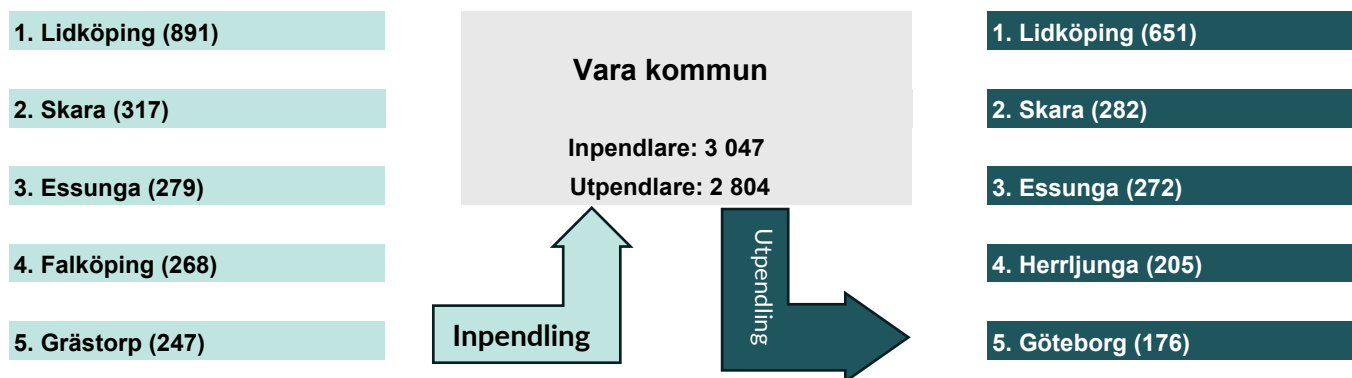 1. Lidköping (891)
2. Skara (317)
3. Essunga (279)
4. Falköping (268)
5. Grästorp (247)
Vara kommun
Inpendlare: 3 047
Utpendlare: 2 804
Inpendling
Utpendling
1. Lidköping (651)
2. Skara (282)
3. Essunga (272)
4. Herrljunga (205)
5. Göteborg (176)